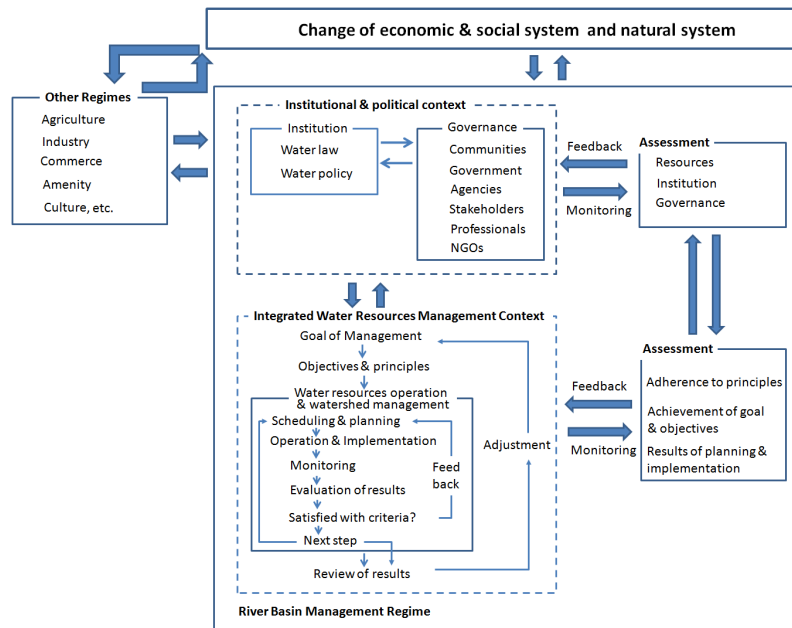 Change of economic & social system and natural system
Other Regimes
Agriculture
Industry
Commerce
Amenity
Culture, etc.
Institutional & political context
Institution
Water law
Water policy
Governance
Communities
Government
Agencies
Stakeholders
Professionals
NGOs
Feedback
Monitoring
Assessment
Resources
Institution
Governance
Integrated Water Resources Management Context
Goal of Management
Objectives & principles
Water resources operation
& watershed management
Scheduling & planning
Operation & Implementation
Monitoring
Evaluation of results
Satisfied with criteria?
Next step
Feed
back
Review of results
Adjustment
Feedback
Monitoring
Assessment
Adherence to principles
Achievement of goal
& objectives
Results of planning &
implementation
River Basin Management Regime